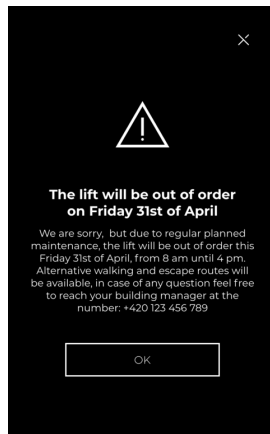 The lift will be out of order
on Friday 31st of April
We are sorry, but due to regular planned
maintenance, the lift will be out of order this
Friday 31st of April, from 8 am until 4 pm.
Alternative walking and escape routes will
be available, in case of any question feel free
to reach your building manager at the
number: +420 123 456 789
OK